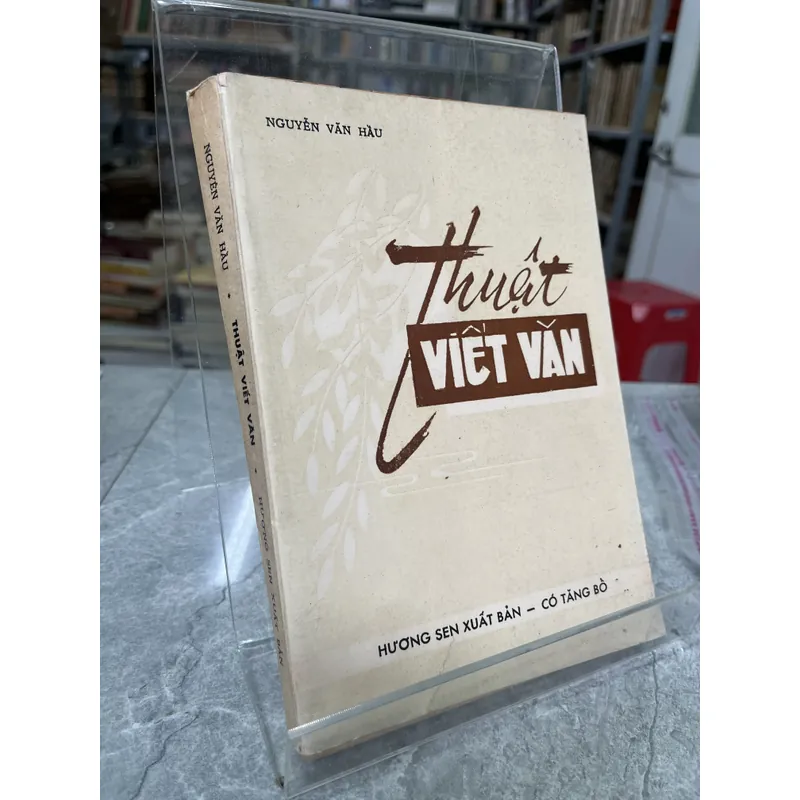 NGUYỄN VĂN HẦU
Thuật
VIẾT VĂN
HƯƠNG SEN XUẤT BẢN — CÓ TĂNG BỔ
NGUYỄN VĂN HẦU • THUẬT VIẾT VĂN • HƯƠNG SEN XUẤT BẢN